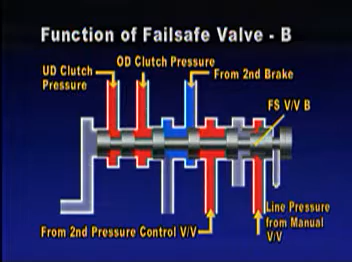 Function of Failsafe Valve - B
OD Clutch Pressure
UD Clutch
Pressure
From 2nd Brake
FS V/V B
Line Pressure
from Manual
V/V
From 2nd Pressure Control V/V